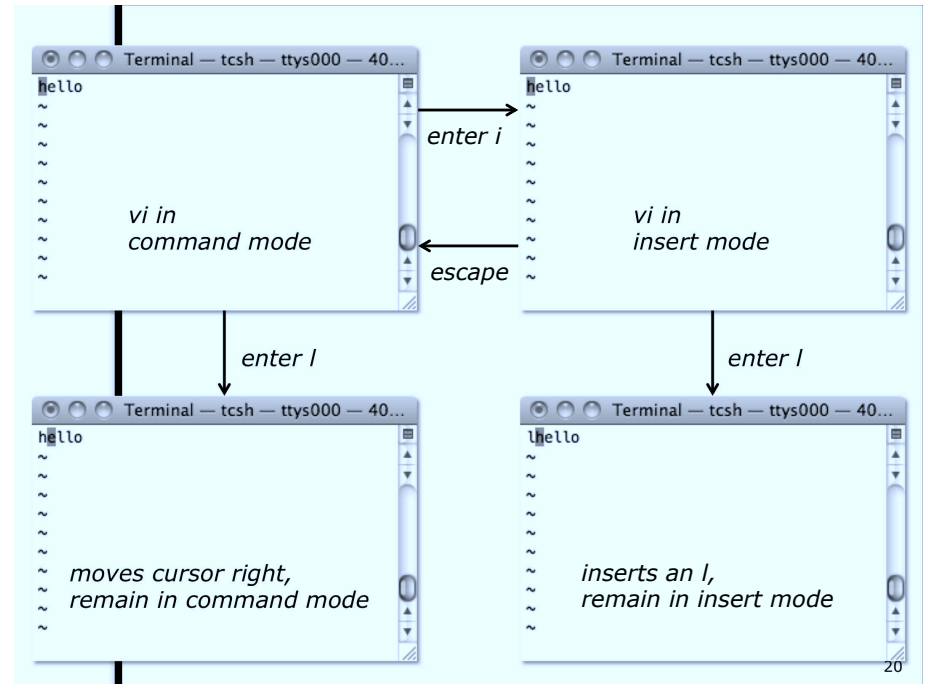 Terminal — tcsh — ttys000 — 40...
hello
~
~
~
~
~
~
~
~
~
~
vi in
command mode
enter i
escape
Terminal — tcsh — ttys000 — 40...
hello
~
~
~
~
~
~
~
~
~
~
vi in
insert mode
enter l
enter l
Terminal — tcsh — ttys000 — 40...
hello
~
~
~
~
~
~
~
~
~
~
moves cursor right,
remain in command mode
Terminal — tcsh — ttys000 — 40...
lhello
~
~
~
~
~
~
~
~
~
~
inserts an l,
remain in insert mode
20